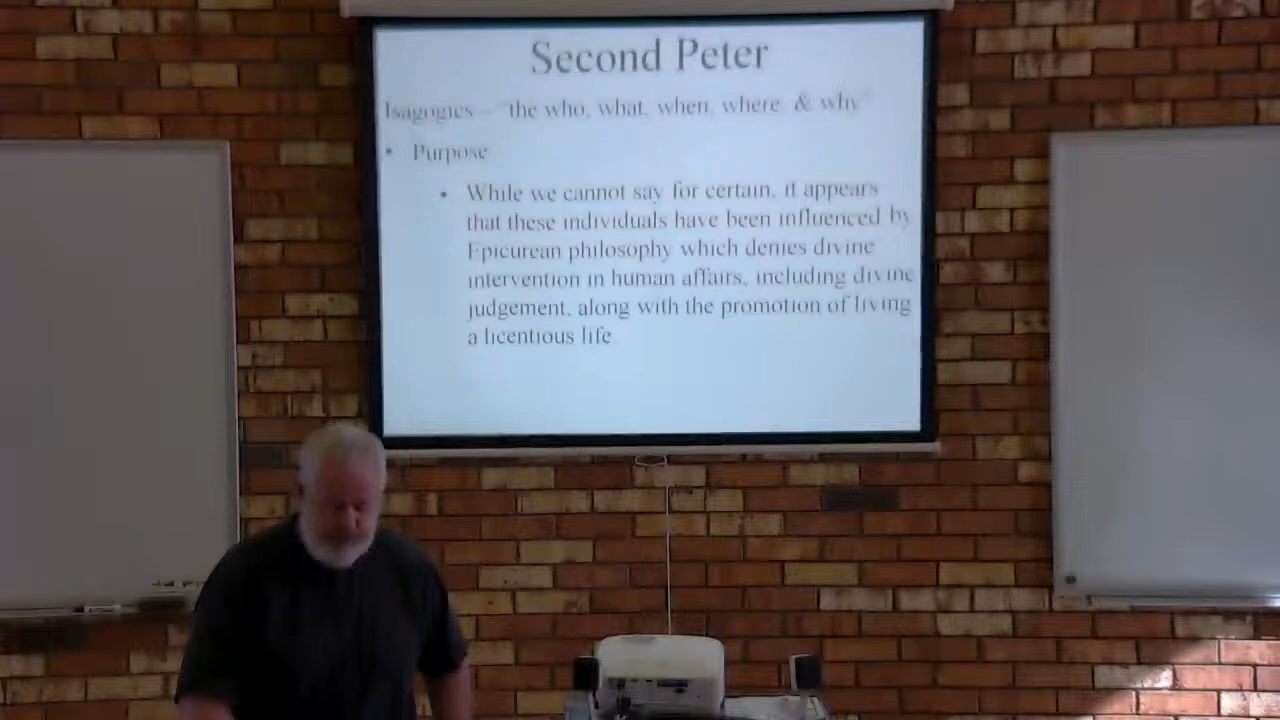 Second Peter
Isagogics – "the who, what, when, where, & why"
• Purpose
• While we cannot say for certain, it appears
that these individuals have been influenced by
Epicurean philosophy which denies divine
intervention in human affairs, including divine
judgement, along with the promotion of living
a licentious life